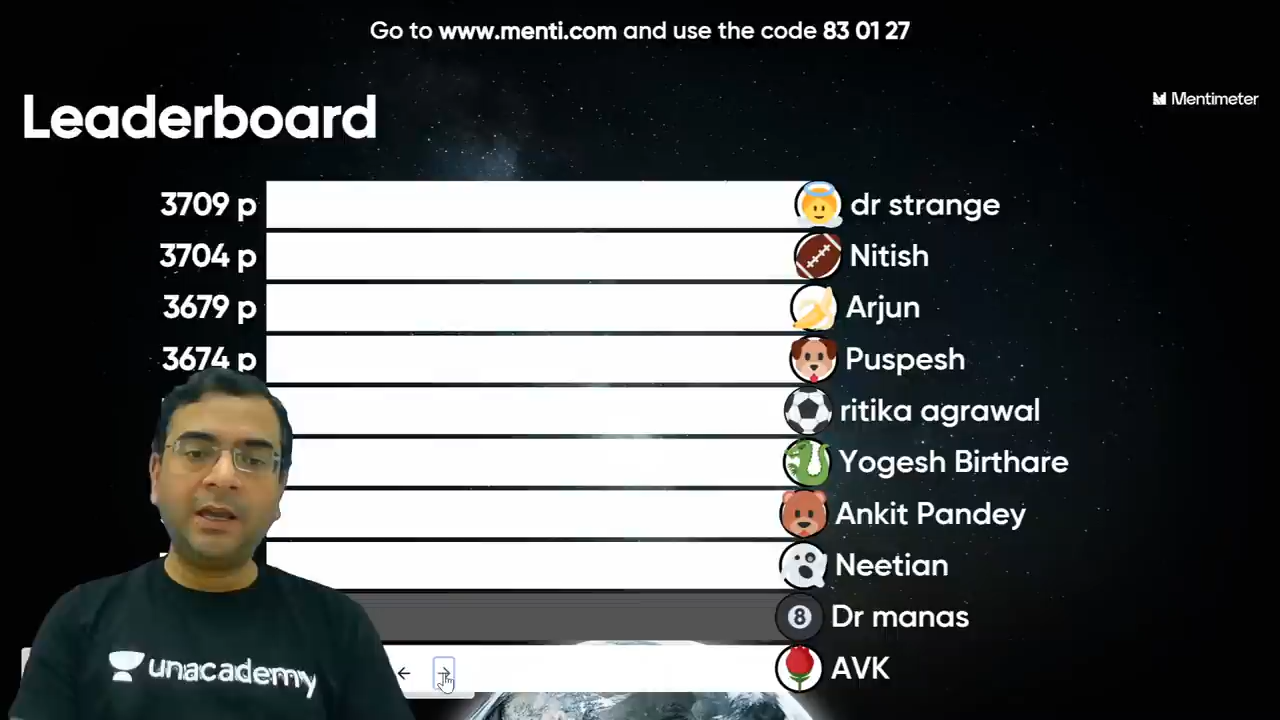 Go to www.menti.com and use the code 83 01 27
Leaderboard
Mentimeter
3709 p dr strange
3704 p Nitish
3679 p Arjun
3674 p Puspesh
ritika agrawal
Yogesh Birthare
Ankit Pandey
Neetian
8 Dr manas
AVK
unacademy